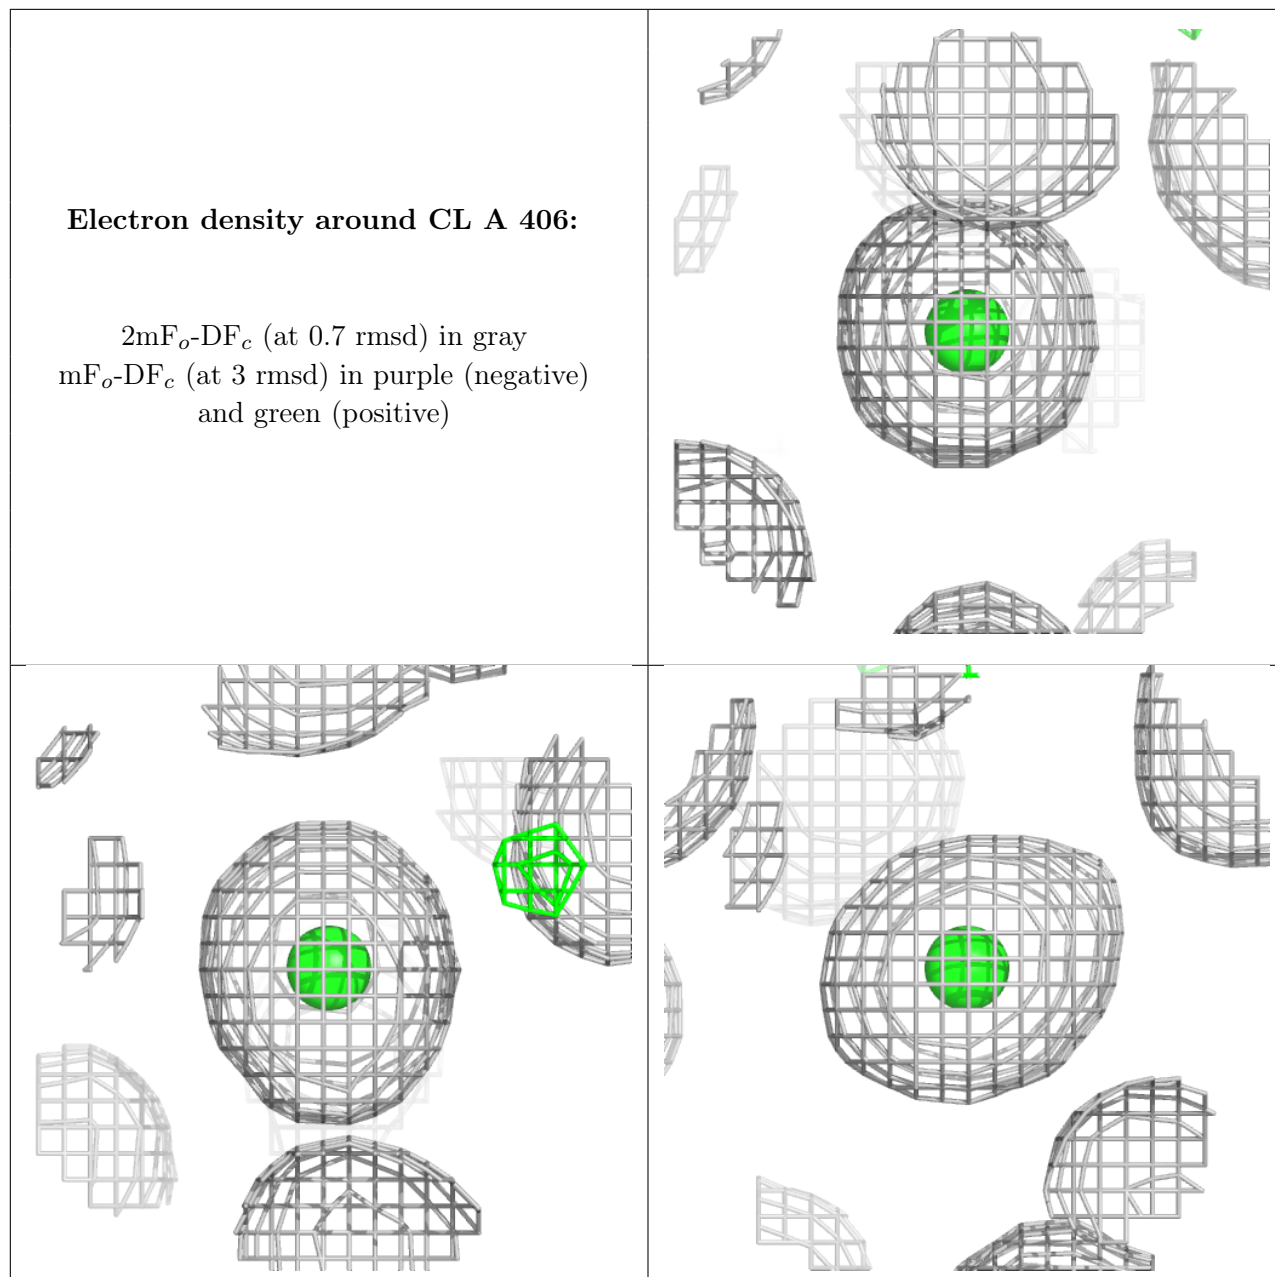 Electron density around CL A 406:
2mFo-DFc (at 0.7 rmsd) in gray
mFo-DFc (at 3 rmsd) in purple (negative)
and green (positive)